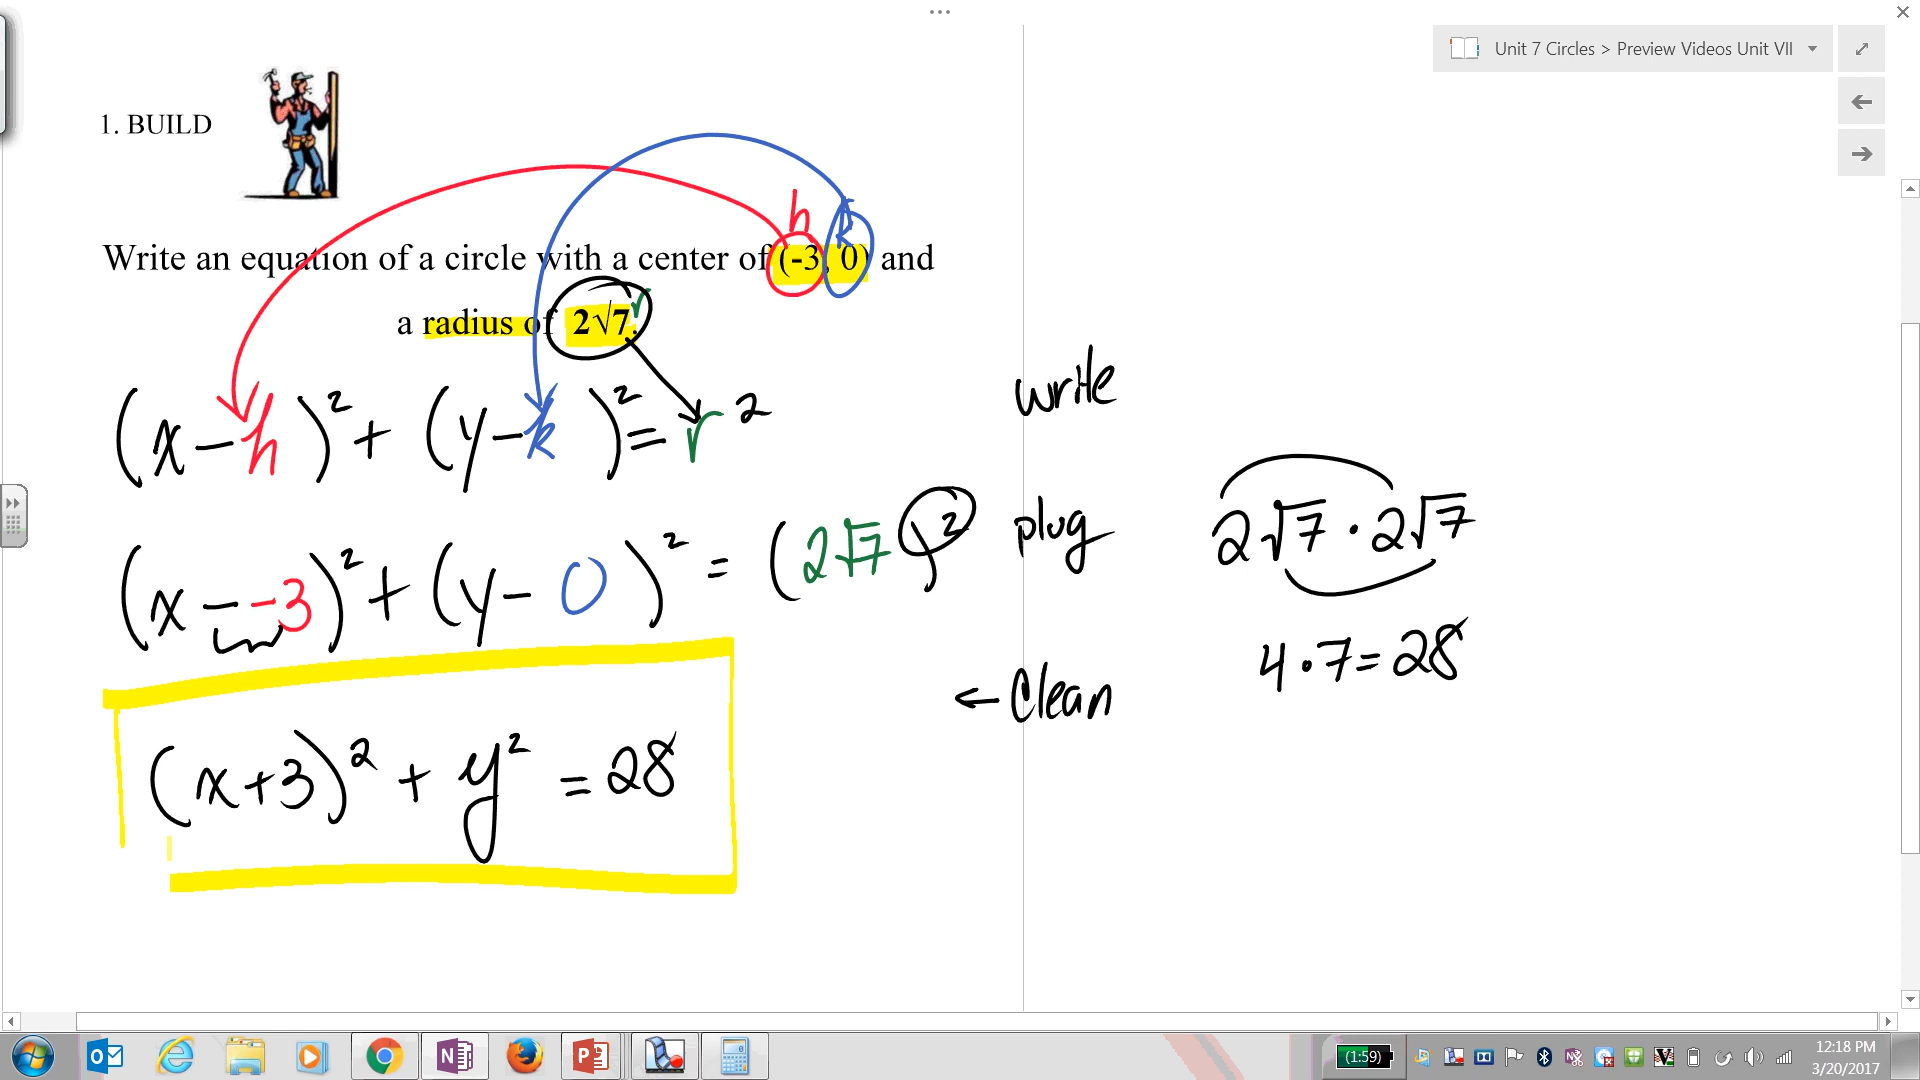 Unit 7 Circles > Preview Videos Unit VII
1. BUILD
h k
Write an equation of a circle with a center of (-3, 0) and
a radius of 2√7. r
(x - h)² + (y - k)² = r²
write
(x - -3)² + (y - 0)² = (2√7)²
plug
2√7 · 2√7
4 · 7 = 28
← Clean
(x+3)² + y² = 28
(1:59)
12:18 PM
3/20/2017